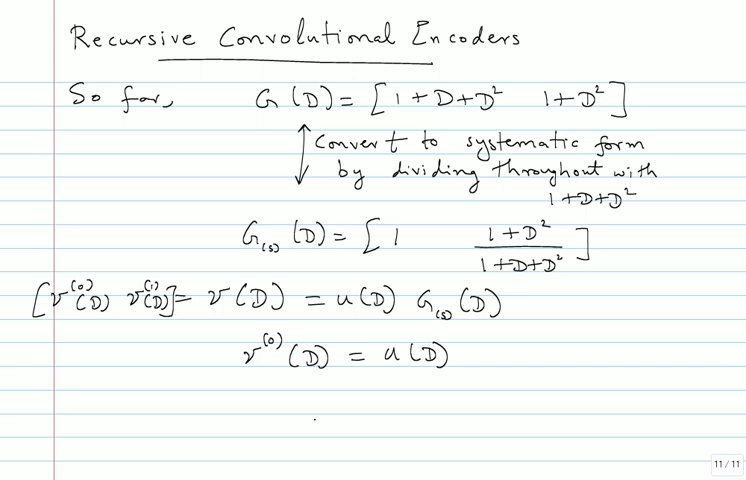 Recursive Convolutional Encoders
So far, G(D) = [1+D+D² 1+D²]
Convert to systematic form
by dividing throughout with
1+D+D²
G₍ₛ₎(D) = [1 (1+D²)/(1+D+D²)]
[v⁽⁰⁾(D) v⁽¹⁾(D)] = v(D) = u(D) G₍ₛ₎(D)
v⁽⁰⁾(D) = u(D)
11 / 11